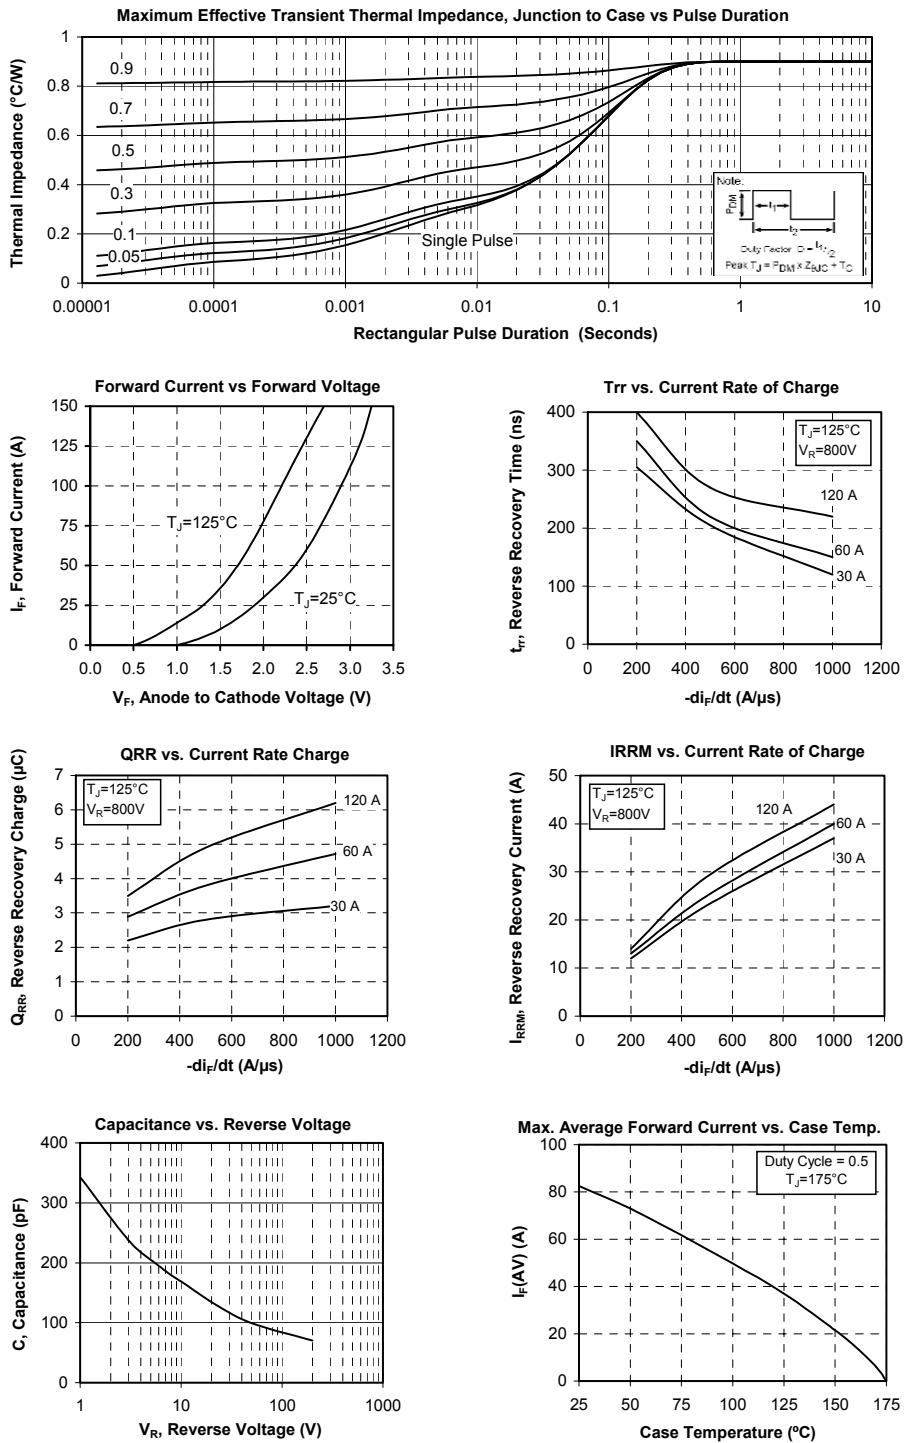 Maximum Effective Transient Thermal Impedance, Junction to Case vs Pulse Duration
Thermal Impedance (°C/W)
1
0.8
0.6
0.4
0.2
0
0.9
0.7
0.5
0.3
0.1
0.05
Single Pulse
Note:
PDM
t1
t2
Duty Factor D = t1/t2
Peak TJ = PDM x ZθJC + TC
0.00001
0.0001
0.001
0.01
0.1
1
10
Rectangular Pulse Duration (Seconds)
Forward Current vs Forward Voltage
IF, Forward Current (A)
150
125
100
75
50
25
0
TJ=125°C
TJ=25°C
0.0 0.5 1.0 1.5 2.0 2.5 3.0 3.5
VF, Anode to Cathode Voltage (V)
Trr vs. Current Rate of Charge
trr, Reverse Recovery Time (ns)
400
300
200
100
0
TJ=125°C
VR=800V
120 A
60 A
30 A
0 200 400 600 800 1000 1200
-diF/dt (A/µs)
QRR vs. Current Rate Charge
QRR, Reverse Recovery Charge (µC)
7
6
5
4
3
2
1
0
TJ=125°C
VR=800V
120 A
60 A
30 A
0 200 400 600 800 1000 1200
-diF/dt (A/µs)
IRRM vs. Current Rate of Charge
IRRM, Reverse Recovery Current (A)
50
40
30
20
10
0
TJ=125°C
VR=800V
120 A
60 A
30 A
0 200 400 600 800 1000 1200
-diF/dt (A/µs)
Capacitance vs. Reverse Voltage
C, Capacitance (pF)
400
300
200
100
0
1 10 100 1000
VR, Reverse Voltage (V)
Max. Average Forward Current vs. Case Temp.
IF(AV) (A)
100
80
60
40
20
0
Duty Cycle = 0.5
TJ=175°C
25 50 75 100 125 150 175
Case Temperature (ºC)